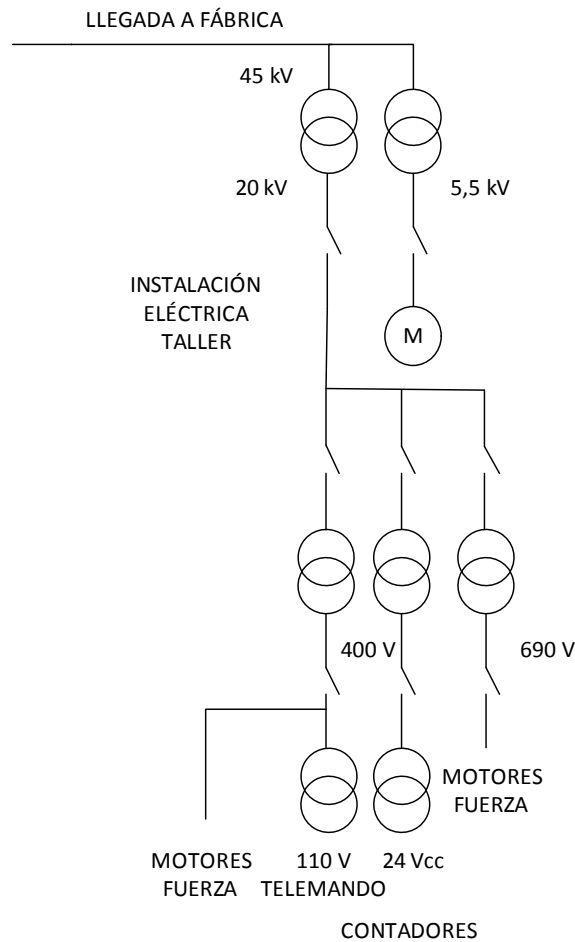 LLEGADA A FÁBRICA
45 kV
20 kV
5,5 kV
INSTALACIÓN
ELÉCTRICA
TALLER
M
400 V
690 V
MOTORES
FUERZA
MOTORES
FUERZA
110 V
TELEMANDO
24 Vcc
CONTADORES